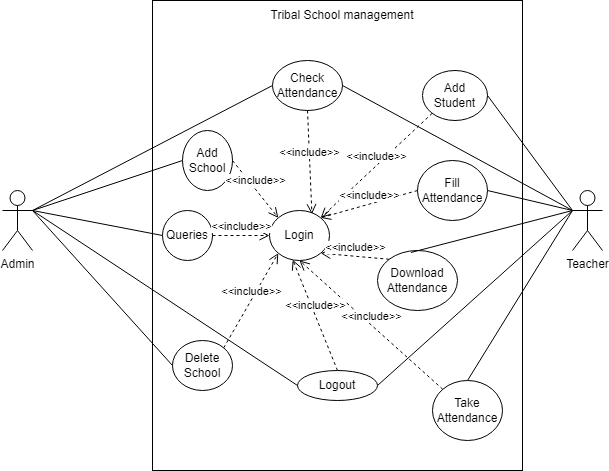 Tribal School management
Check
Attendance
Add
Student
<<include>>
<<include>>
Add
School
<<include>>
Fill
Attendance
<<include>>
Queries
<<include>>
Login
<<include>>
Admin
Teacher
Download
Attendance
<<include>>
<<include>>
<<include>>
Delete
School
Logout
Take
Attendance